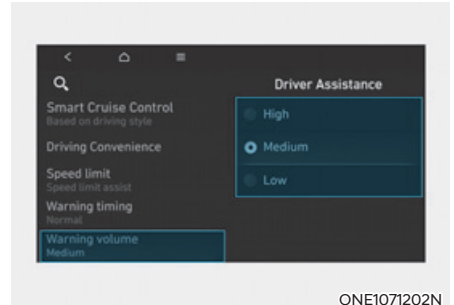 Driver Assistance
Smart Cruise Control
Based on driving style
Driving Convenience
Speed limit
Speed limit assist
Warning timing
Normal
Warning volume
Medium
High
Medium
Low
ONE1071202N